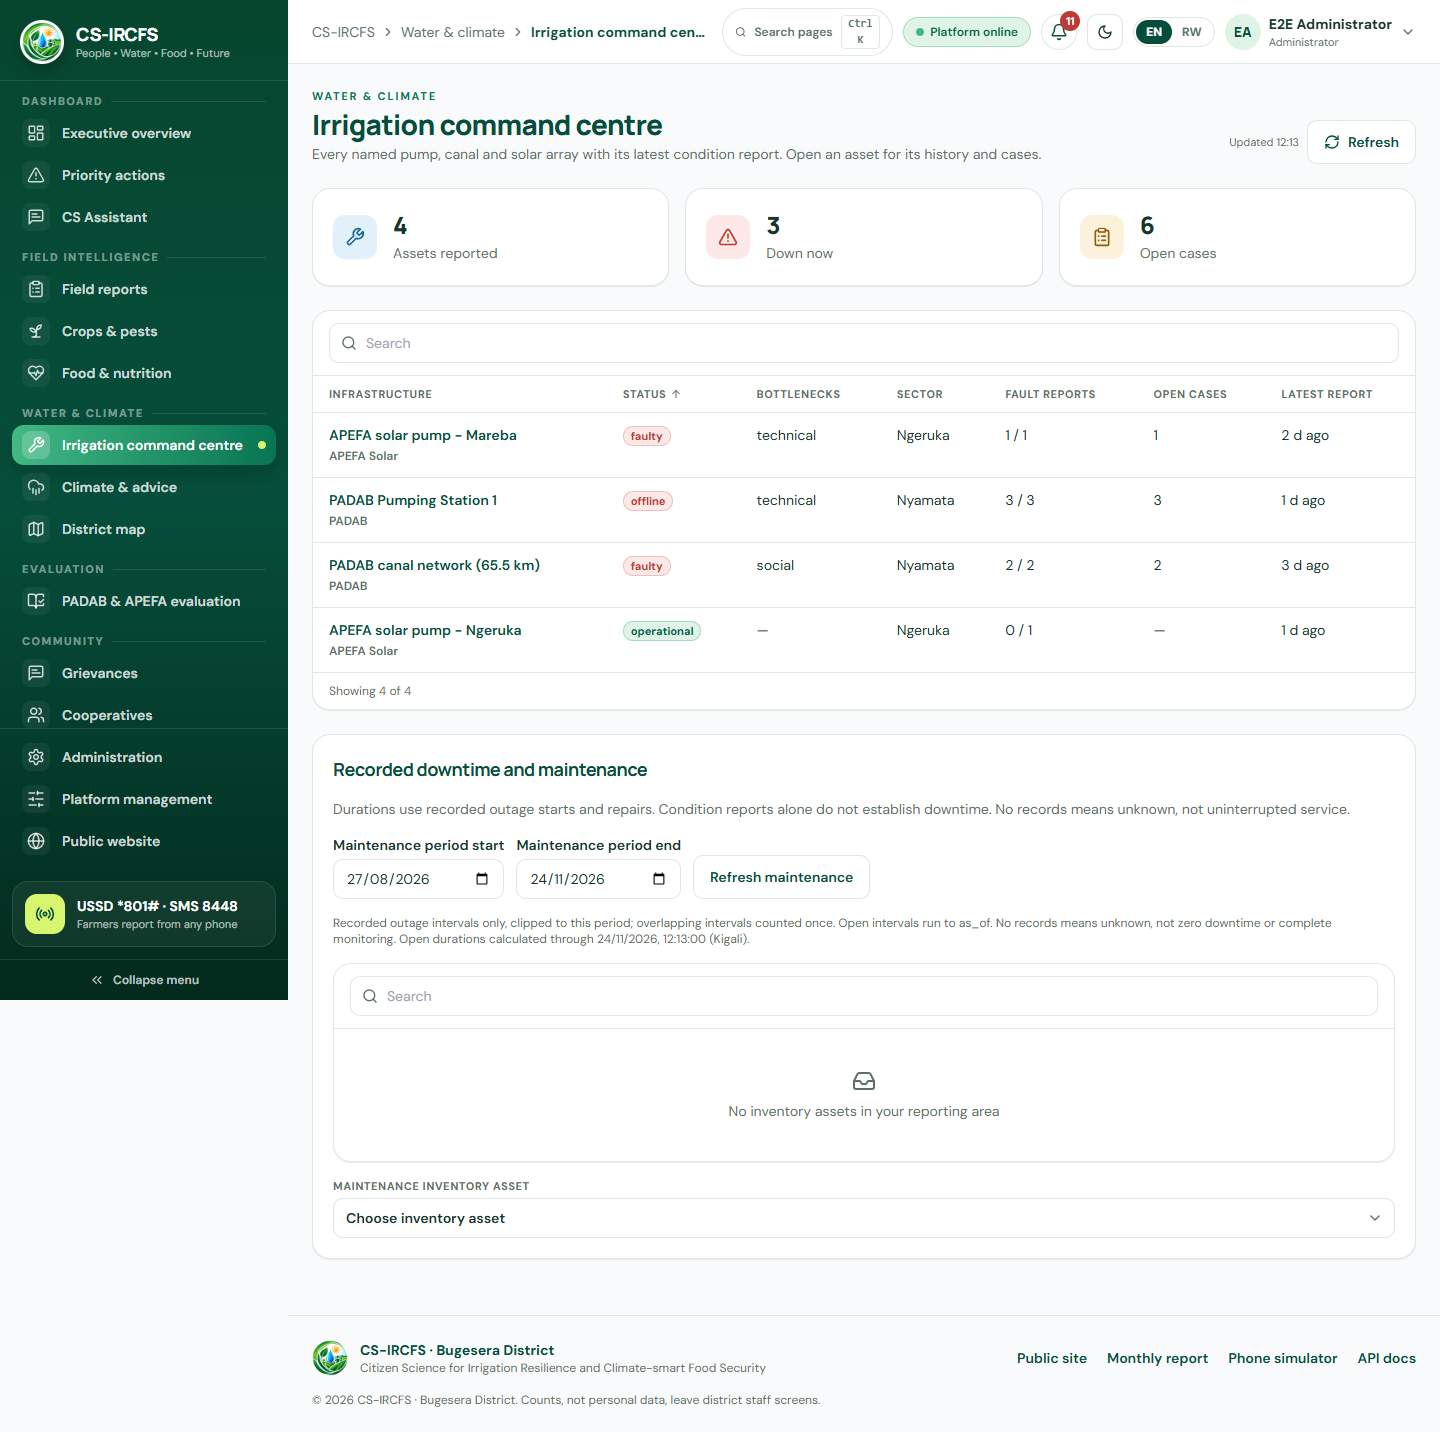 CS-IRCFS
People • Water • Food • Future
DASHBOARD
Executive overview
Priority actions
CS Assistant
FIELD INTELLIGENCE
Field reports
Crops & pests
Food & nutrition
WATER & CLIMATE
Irrigation command centre
Climate & advice
District map
EVALUATION
PADAB & APEFA evaluation
COMMUNITY
Grievances
Cooperatives
Administration
Platform management
Public website
USSD *801# · SMS 8448
Farmers report from any phone
Collapse menu
CS-IRCFS > Water & climate > Irrigation command cen...
Search pages
Ctrl
K
Platform online
11
EN RW
EA
E2E Administrator
Administrator
WATER & CLIMATE
Irrigation command centre
Every named pump, canal and solar array with its latest condition report. Open an asset for its history and cases.
Updated 12:13
Refresh
4
Assets reported
3
Down now
6
Open cases
Search
INFRASTRUCTURE STATUS ↑ BOTTLENECKS SECTOR FAULT REPORTS OPEN CASES LATEST REPORT
APEFA solar pump – Mareba faulty technical Ngeruka 1 / 1 1 2 d ago
APEFA Solar
PADAB Pumping Station 1 offline technical Nyamata 3 / 3 3 1 d ago
PADAB
PADAB canal network (65.5 km) faulty social Nyamata 2 / 2 2 3 d ago
PADAB
APEFA solar pump – Ngeruka operational — Ngeruka 0 / 1 — 1 d ago
APEFA Solar
Showing 4 of 4
Recorded downtime and maintenance
Durations use recorded outage starts and repairs. Condition reports alone do not establish downtime. No records means unknown, not uninterrupted service.
Maintenance period start Maintenance period end
27/08/2026 24/11/2026 Refresh maintenance
Recorded outage intervals only, clipped to this period; overlapping intervals counted once. Open intervals run to as_of. No records means unknown, not zero downtime or complete
monitoring. Open durations calculated through 24/11/2026, 12:13:00 (Kigali).
Search
No inventory assets in your reporting area
MAINTENANCE INVENTORY ASSET
Choose inventory asset
CS-IRCFS · Bugesera District
Citizen Science for Irrigation Resilience and Climate-smart Food Security
Public site Monthly report Phone simulator API docs
© 2026 CS-IRCFS · Bugesera District. Counts, not personal data, leave district staff screens.